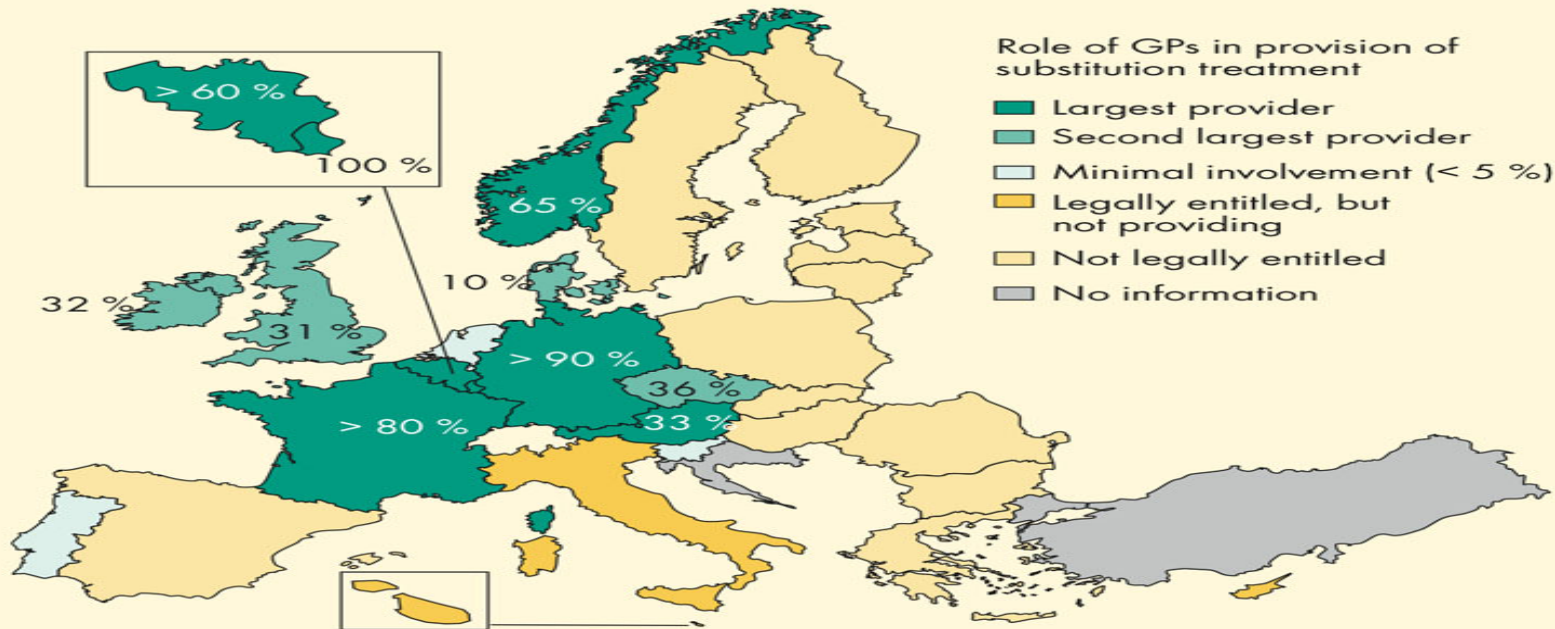 Role of GPs in provision of
substitution treatment
Largest provider
Second largest provider
Minimal involvement (< 5 %)
Legally entitled, but
not providing
Not legally entitled
No information
> 60 %
100 %
65 %
10 %
32 %
31 %
> 90 %
36 %
33 %
> 80 %